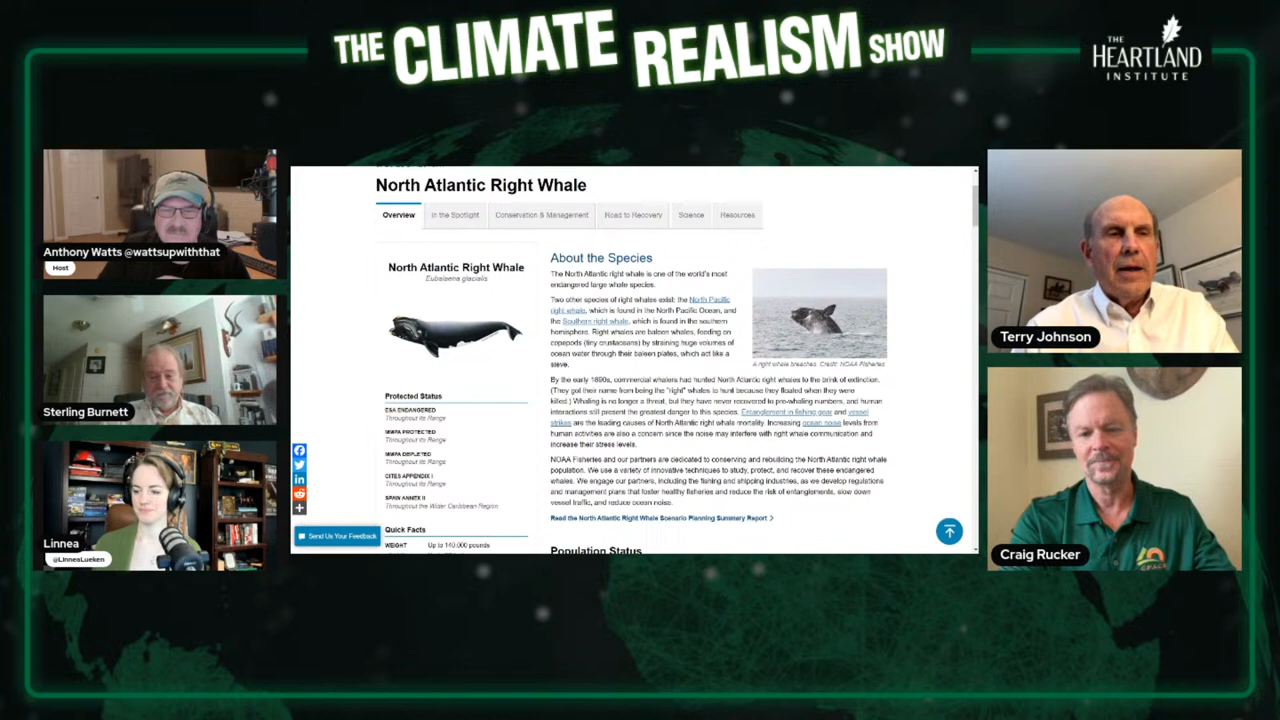 THE CLIMATE REALISM SHOW
THE
HEARTLAND
INSTITUTE
Anthony Watts @wattsupwiththat
Host
Sterling Burnett
Linnea
@LinneaLueken
North Atlantic Right Whale
Overview
In the Spotlight
Conservation & Management
Road to Recovery
Science
Resources
North Atlantic Right Whale
Eubalaena glacialis
Protected Status
ESA ENDANGERED
Throughout Its Range
MMPA PROTECTED
Throughout Its Range
MMPA DEPLETED
Throughout Its Range
CITES APPENDIX I
Throughout Its Range
SPAW ANNEX II
Throughout the Wider Caribbean Region
Quick Facts
WEIGHT Up to 140,000 pounds
Send Us Your Feedback
About the Species
The North Atlantic right whale is one of the world's most
endangered large whale species.
Two other species of right whales exist: the North Pacific
right whale, which is found in the North Pacific Ocean, and
the Southern right whale, which is found in the southern
hemisphere. Right whales are baleen whales, feeding on
copepods (tiny crustaceans) by straining huge volumes of
ocean water through their baleen plates, which act like a
sieve.
A right whale breaches. Credit: NOAA Fisheries
By the early 1890s, commercial whalers had hunted North Atlantic right whales to the brink of extinction.
(They got their name from being the "right" whales to hunt because they floated when they were
killed.) Whaling is no longer a threat, but they have never recovered to pre-whaling numbers, and human
interactions still present the greatest danger to this species. Entanglement in fishing gear and vessel
strikes are the leading causes of North Atlantic right whale mortality. Increasing ocean noise levels from
human activities are also a concern since the noise may interfere with right whale communication and
increase their stress levels.
NOAA Fisheries and our partners are dedicated to conserving and rebuilding the North Atlantic right whale
population. We use a variety of innovative techniques to study, protect, and recover these endangered
whales. We engage our partners, including the fishing and shipping industries, as we develop regulations
and management plans that foster healthy fisheries and reduce the risk of entanglements, slow down
vessel traffic, and reduce ocean noise.
Read the North Atlantic Right Whale Scenario Planning Summary Report >
Population Status
Terry Johnson
Craig Rucker